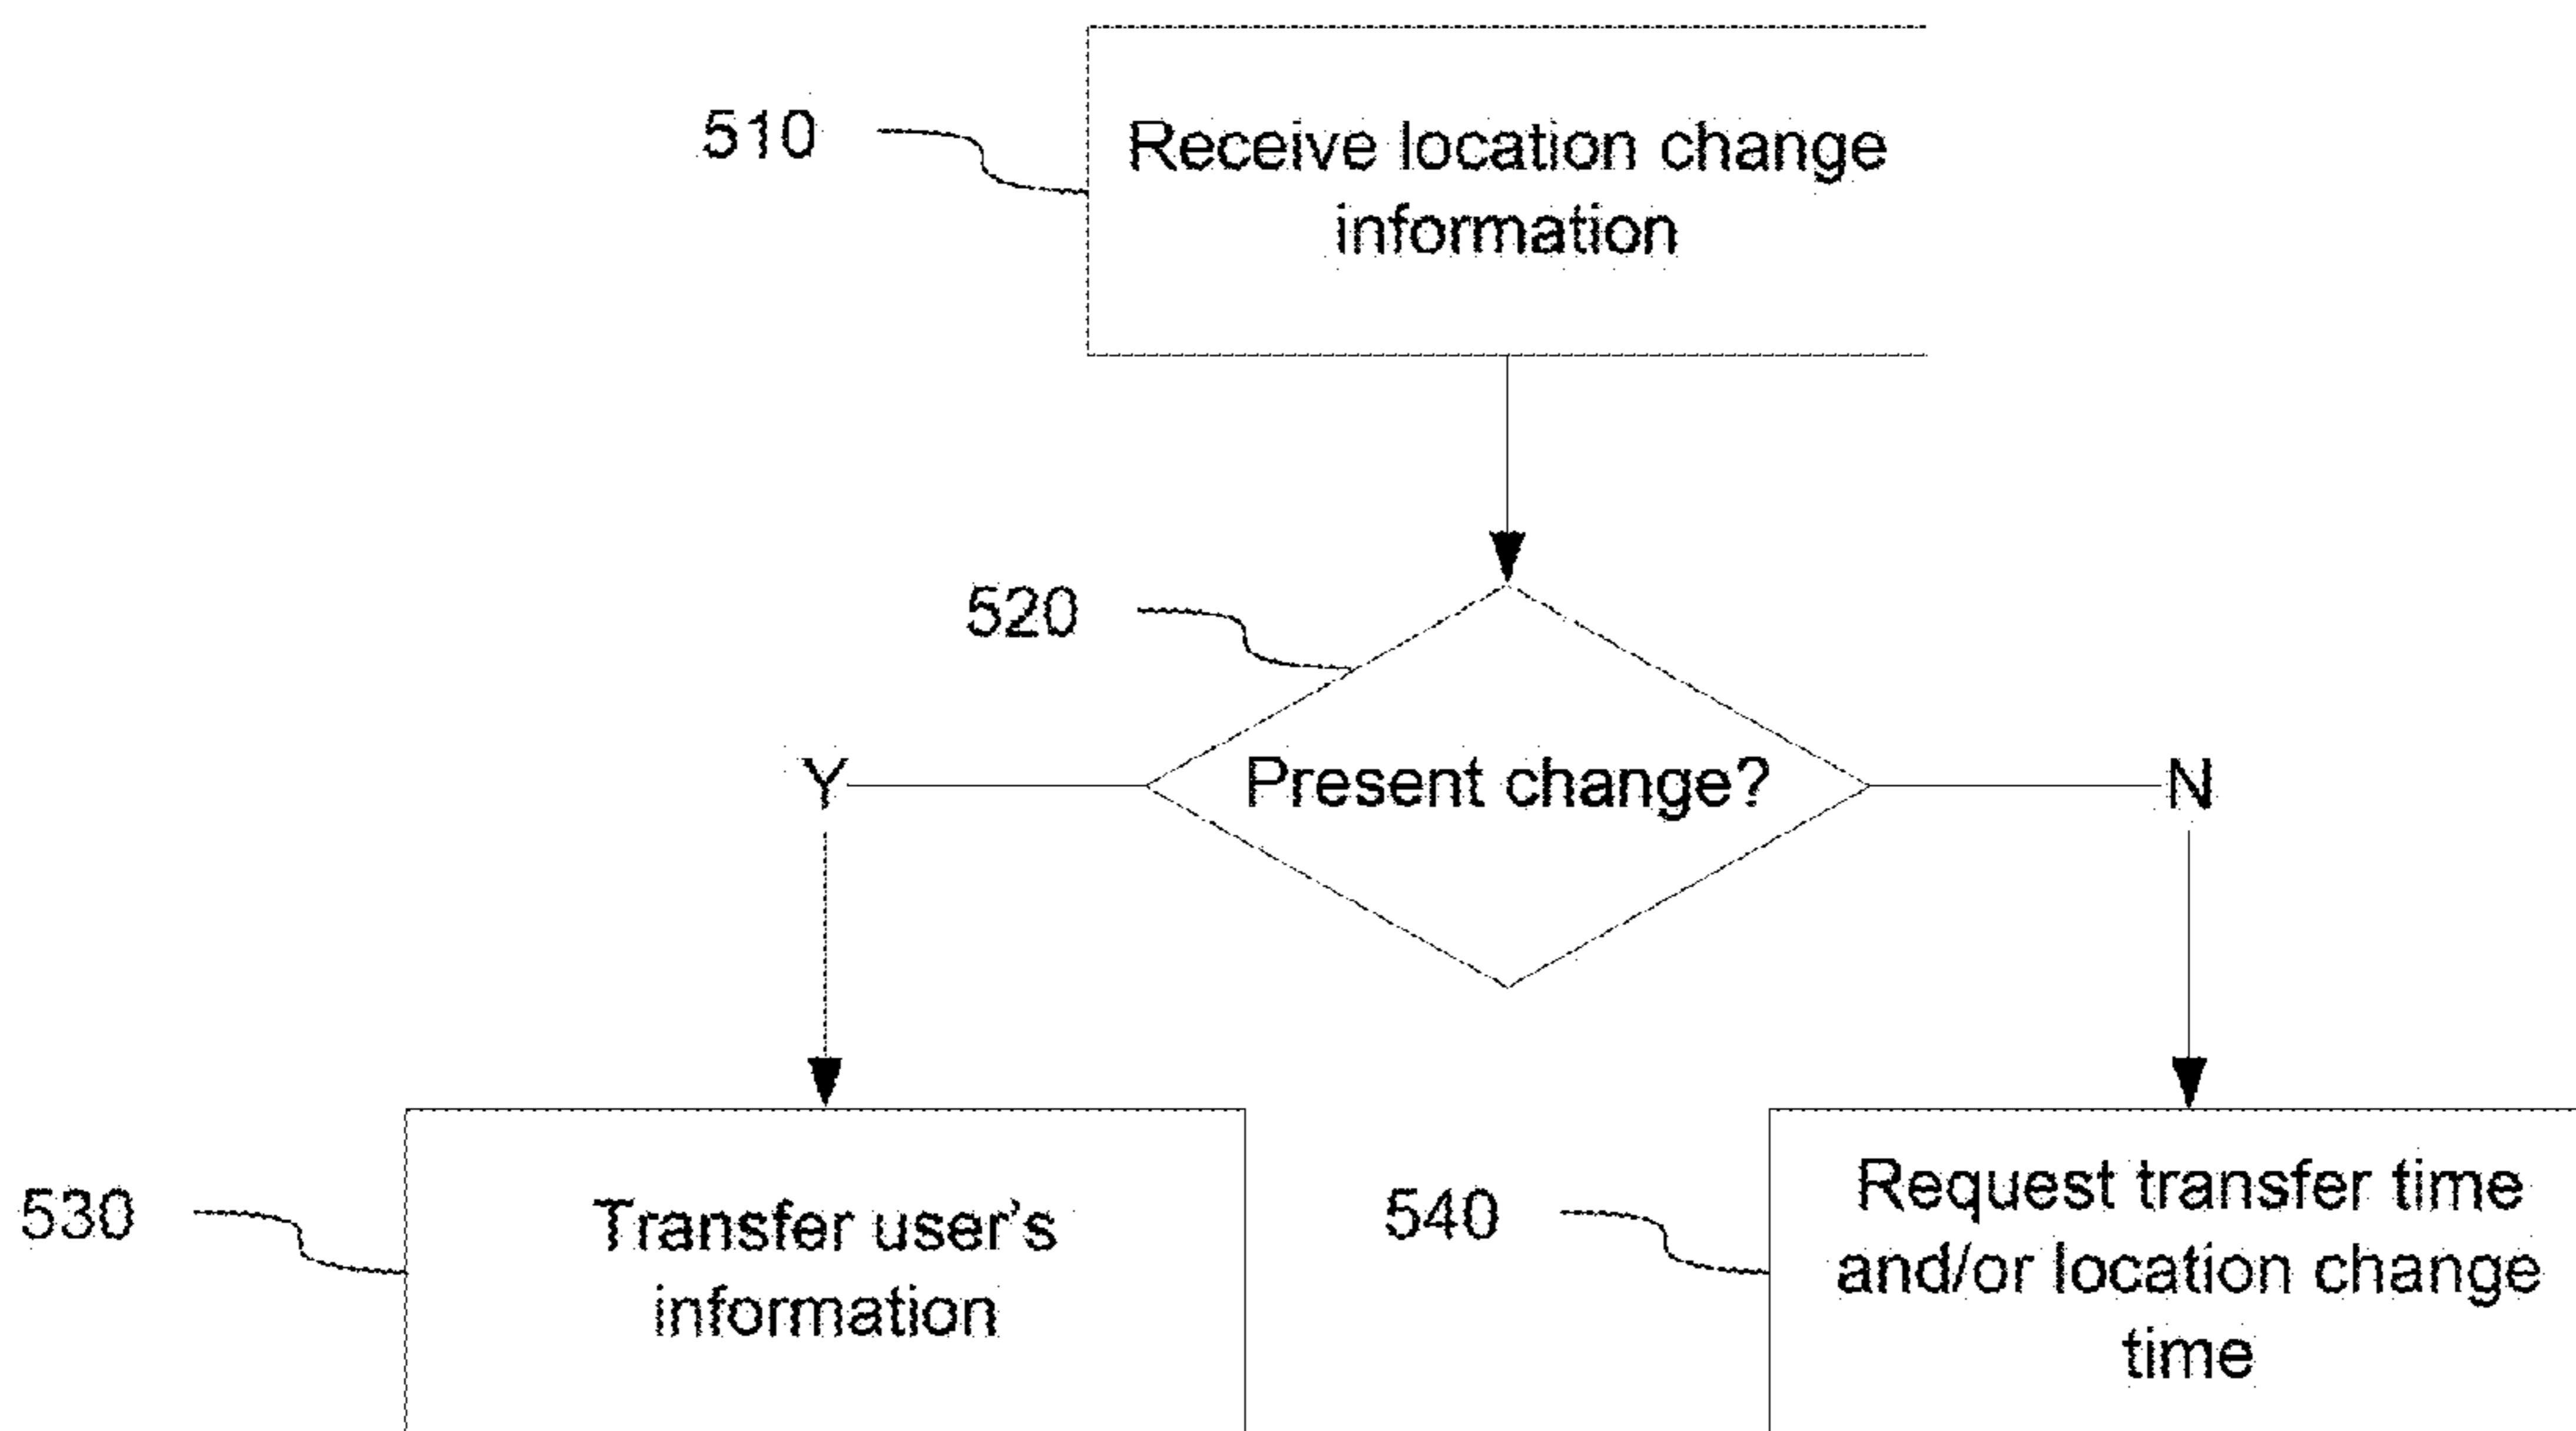 510
Receive location change
information
520
Y
Present change?
N
530
Transfer user's
information
540
Request transfer time
and/or location change
time